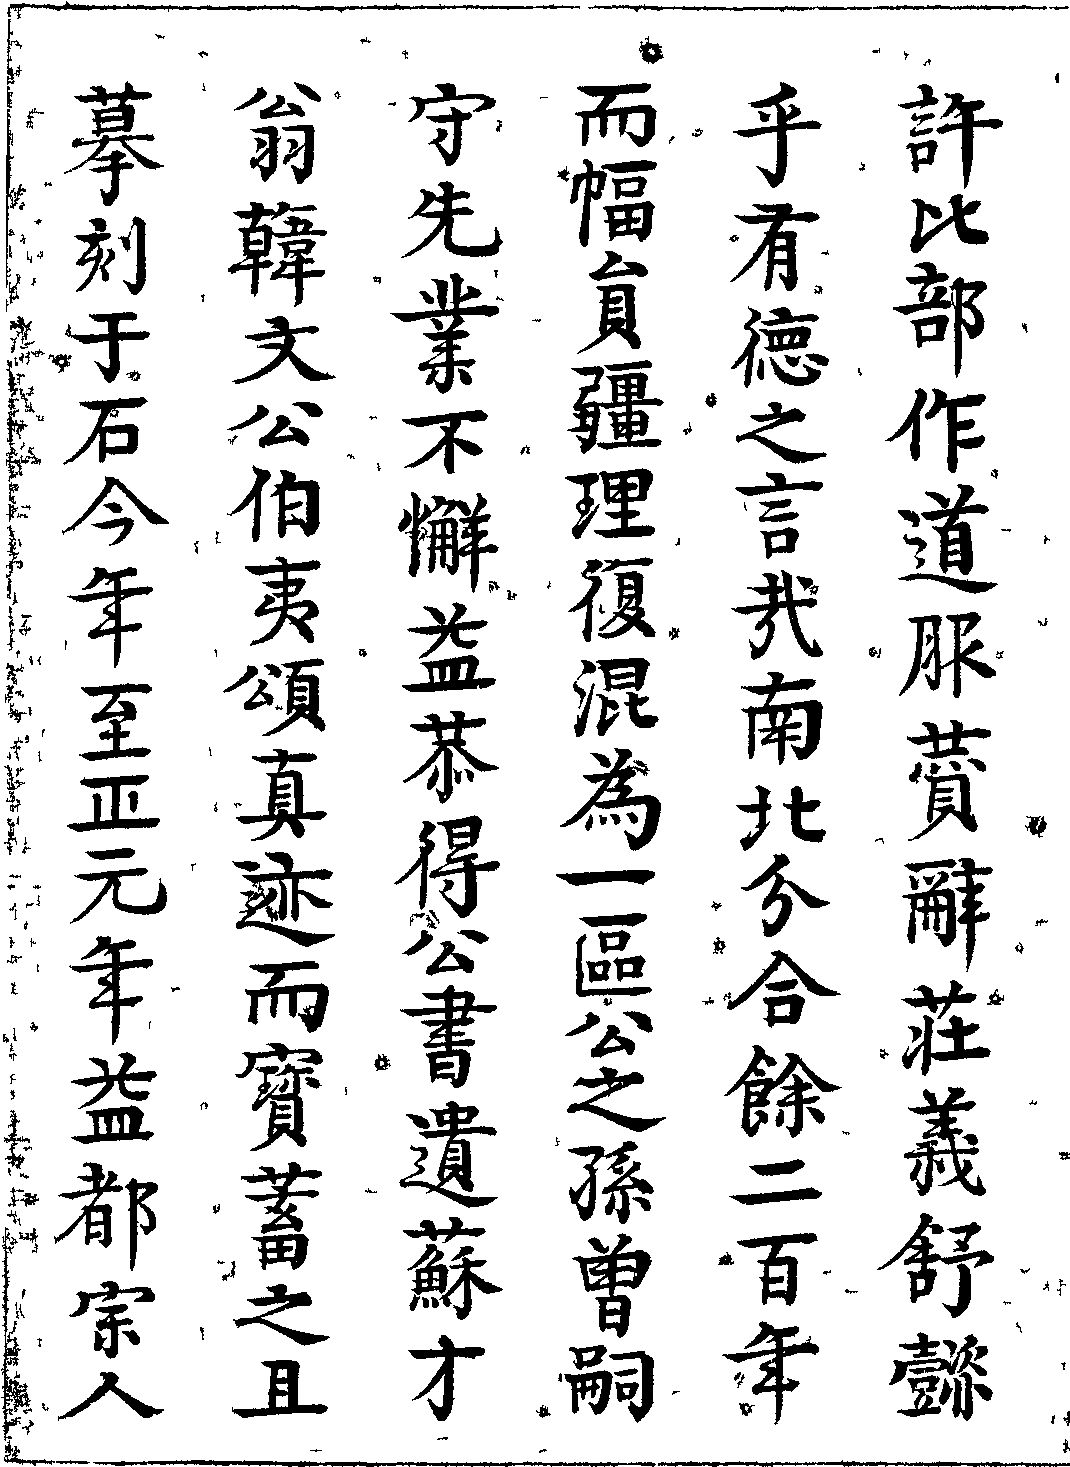 許比部作道服薲辭莊義舒懿
乎有德之言哉南北分合餘二百年
而幅員疆理復混為一區公之孫曽嗣
守先業不懈益恭得公書遺蘇才
翁韓文公伯夷頌真迹而寶蓄之且
摹刻于石今年至正元年益都宗人